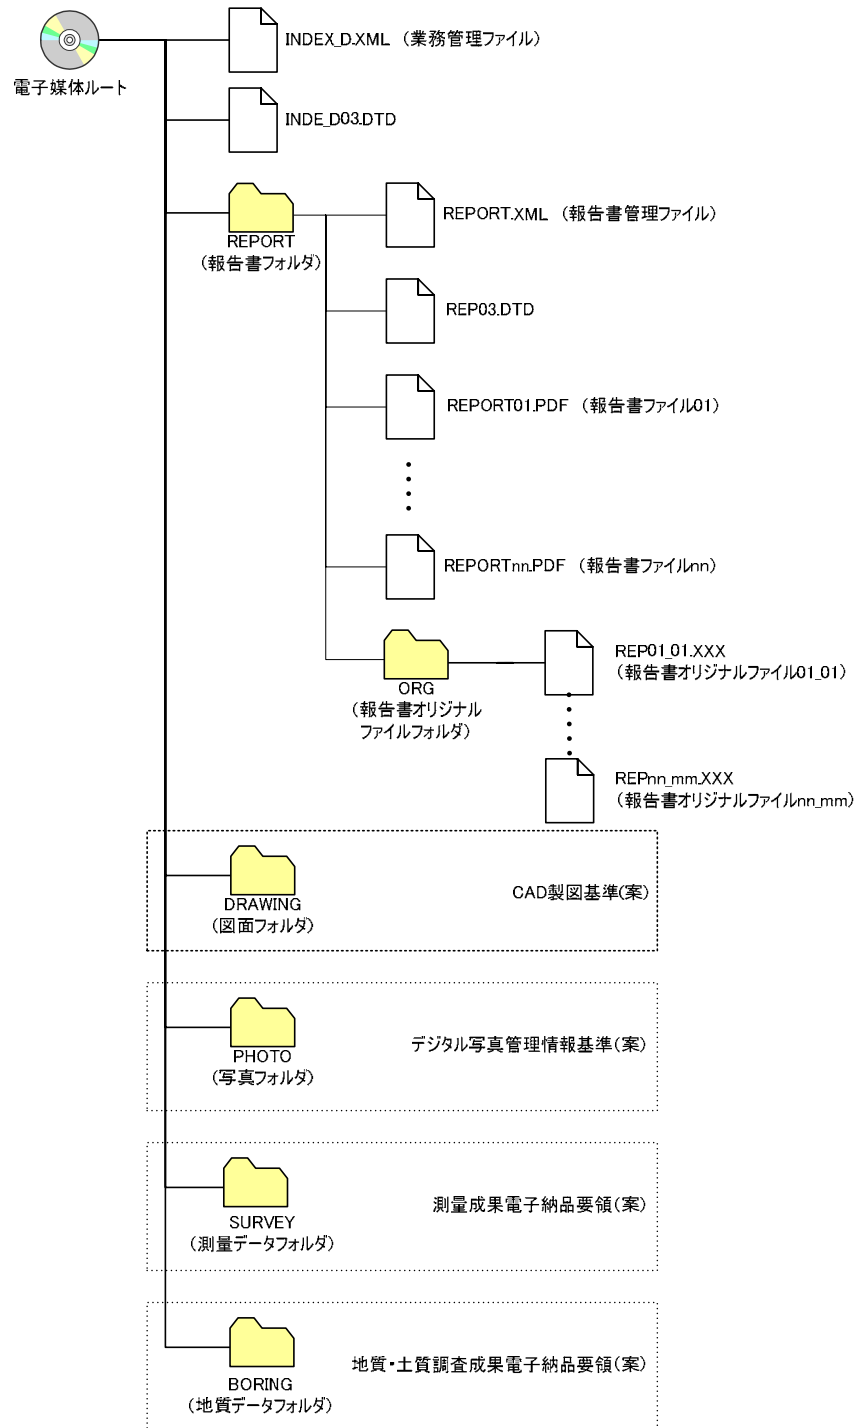 INDEX_D.XML （業務管理ファイル）
電子媒体ルート
INDE_D03.DTD
REPORT.XML （報告書管理ファイル）
REPORT
（報告書フォルダ）
REP03.DTD
REPORT01.PDF （報告書ファイル01）
REPORTnn.PDF （報告書ファイルnn）
REP01_01.XXX
（報告書オリジナルファイル01_01）
ORG
（報告書オリジナル
ファイルフォルダ）
REPnn_mm.XXX
（報告書オリジナルファイルnn_mm）
CAD製図基準(案)
DRAWING
（図面フォルダ）
デジタル写真管理情報基準(案)
PHOTO
（写真フォルダ）
測量成果電子納品要領(案)
SURVEY
（測量データフォルダ）
地質・土質調査成果電子納品要領(案)
BORING
（地質データフォルダ）